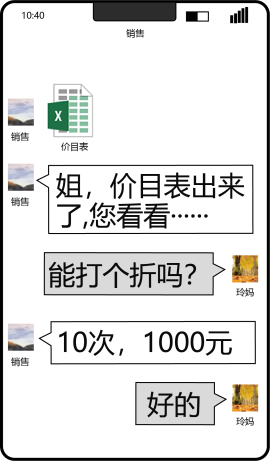 10:40
销售
X
销售
价目表
姐，价目表出来
了,您看看……
销售
能打个折吗？
玲妈
10次，1000元
销售
好的
玲妈